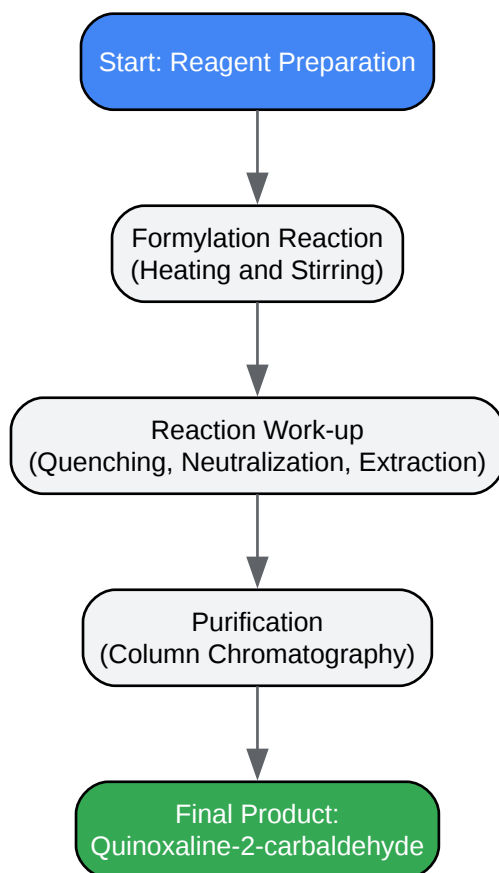 Start: Reagent Preparation
Formylation Reaction
(Heating and Stirring)
Reaction Work-up
(Quenching, Neutralization, Extraction)
Purification
(Column Chromatography)
Final Product:
Quinoxaline-2-carbaldehyde